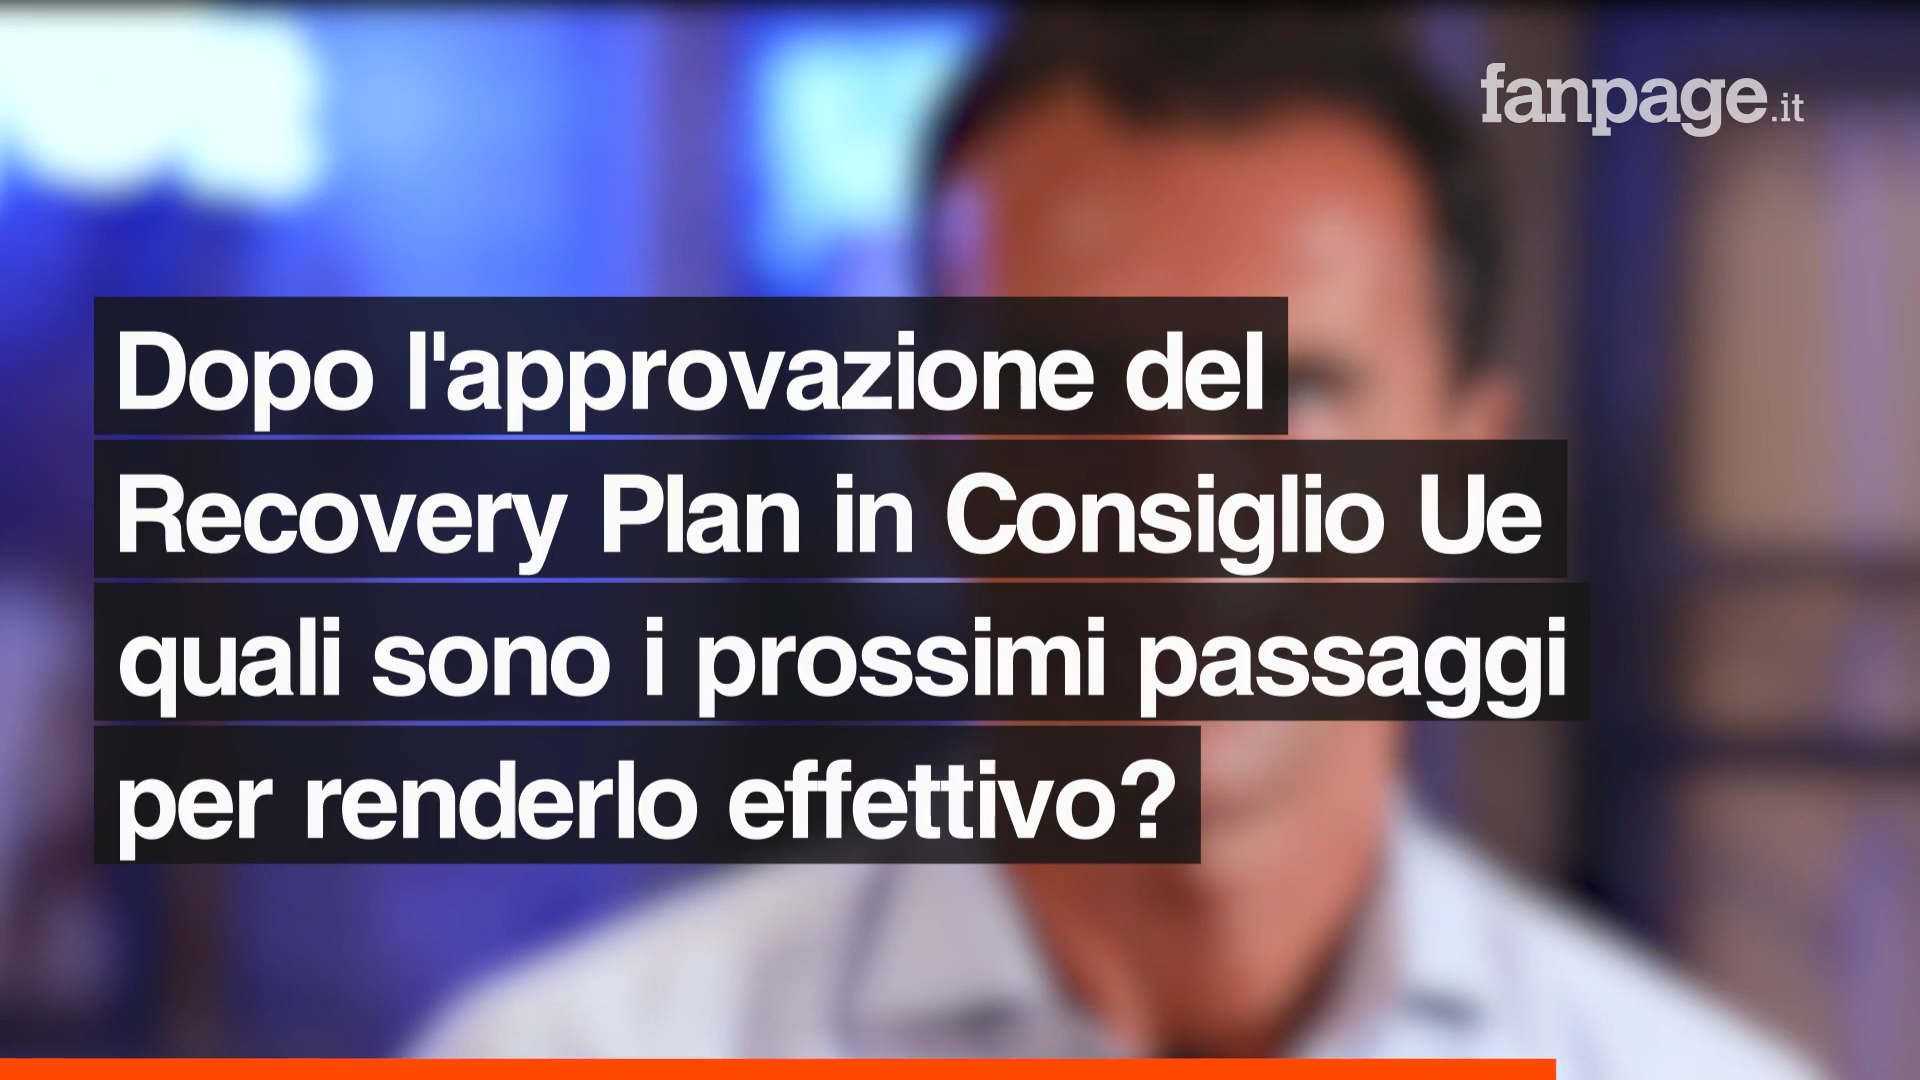 fanpage.it
Dopo l'approvazione del
Recovery Plan in Consiglio Ue
quali sono i prossimi passaggi
per renderlo effettivo?